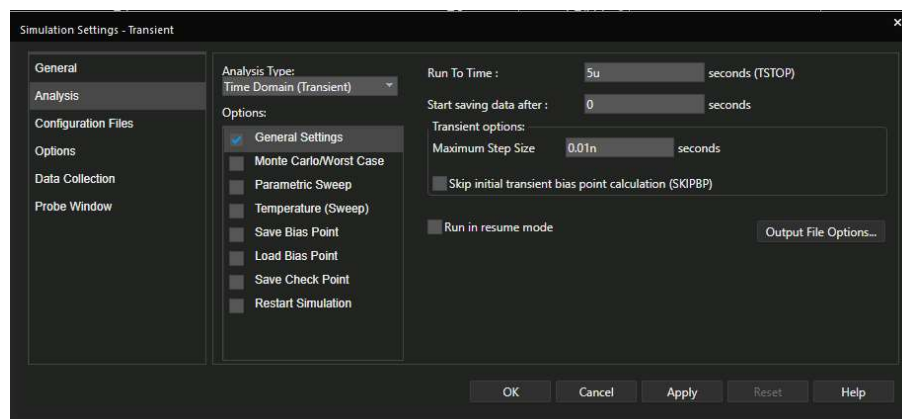 Simulation Settings - Transient
×
General
Analysis
Configuration Files
Options
Data Collection
Probe Window
Analysis Type:
Time Domain (Transient)
Options:
General Settings
Monte Carlo/Worst Case
Parametric Sweep
Temperature (Sweep)
Save Bias Point
Load Bias Point
Save Check Point
Restart Simulation
Run To Time : 5u seconds (TSTOP)
Start saving data after : 0 seconds
Transient options:
Maximum Step Size 0.01n seconds
Skip initial transient bias point calculation (SKIPBP)
Run in resume mode
Output File Options...
OK Cancel Apply Reset Help